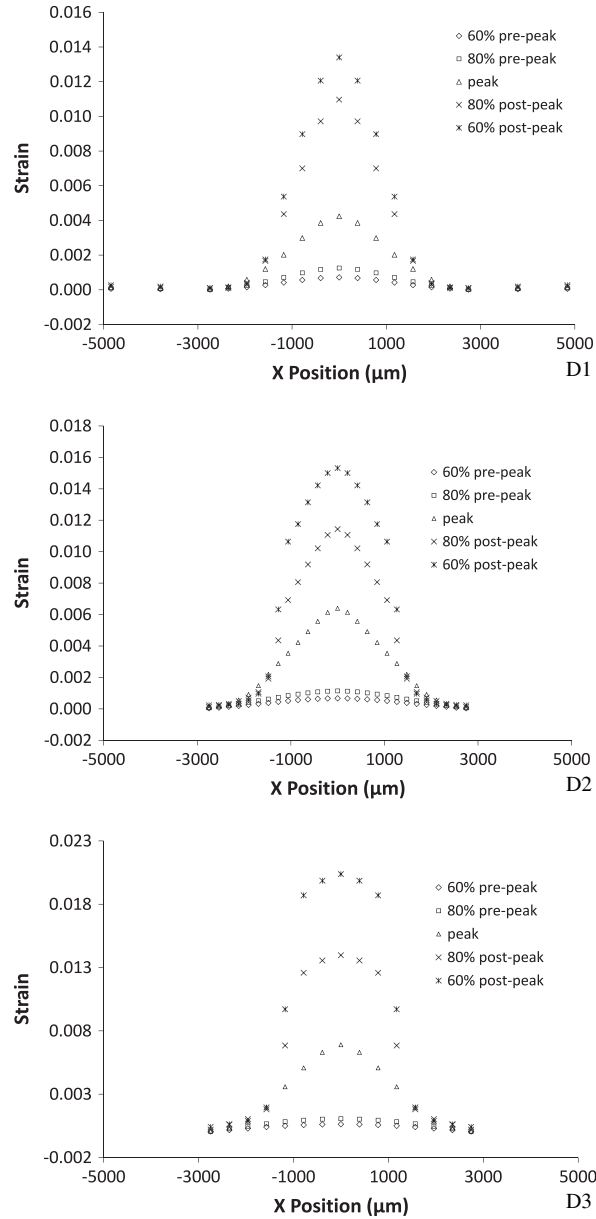 0.016
0.014
0.012
0.010
0.008
0.006
0.004
0.002
0.000
-0.002
Strain
60% pre-peak
80% pre-peak
peak
80% post-peak
60% post-peak
-5000 -3000 -1000 1000 3000 5000
X Position (μm)
D1
0.018
0.016
0.014
0.012
0.010
0.008
0.006
0.004
0.002
0.000
-0.002
Strain
60% pre-peak
80% pre-peak
peak
80% post-peak
60% post-peak
-5000 -3000 -1000 1000 3000 5000
X Position (μm)
D2
0.023
0.018
0.013
0.008
0.003
-0.002
Strain
60% pre-peak
80% pre-peak
peak
80% post-peak
60% post-peak
-5000 -3000 -1000 1000 3000 5000
X Position (μm)
D3